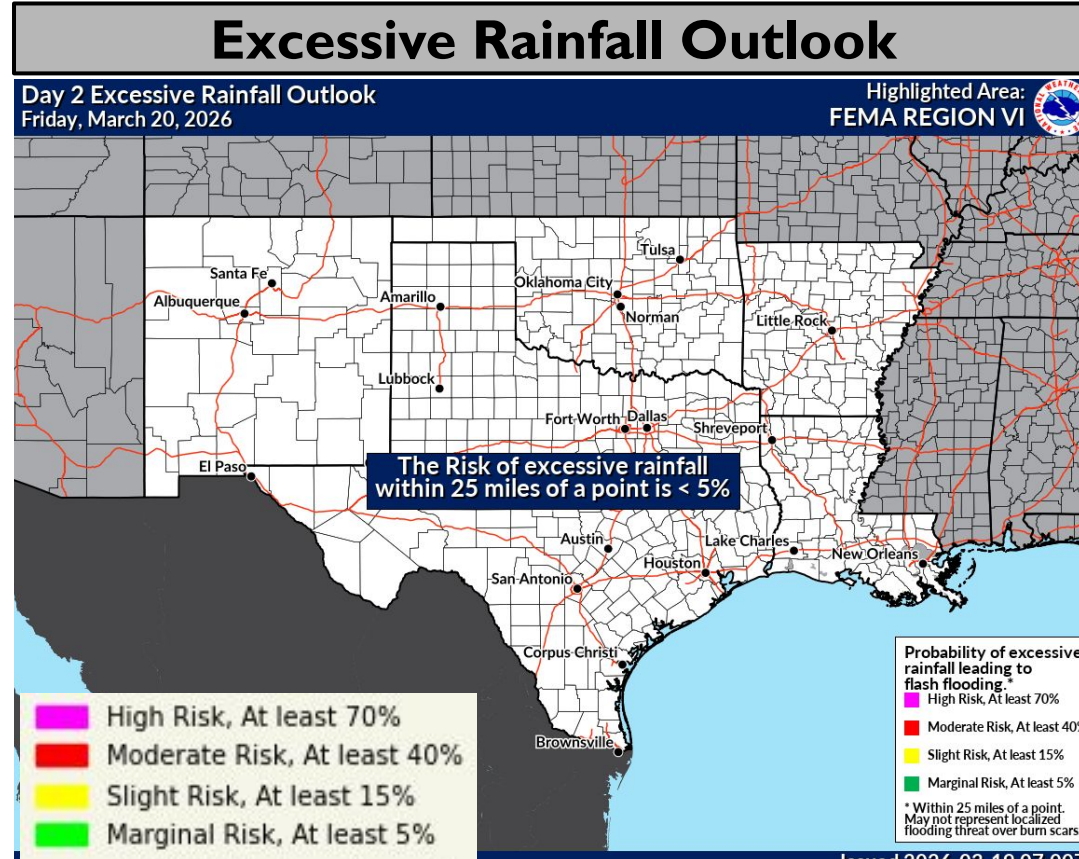 Excessive Rainfall Outlook
Day 2 Excessive Rainfall Outlook
Friday, March 20, 2026
Highlighted Area:
FEMA REGION VI
Tulsa
Santa Fe
Oklahoma City
Albuquerque
Amarillo
Norman
Little Rock
Lubbock
Fort Worth
Dallas
Shreveport
El Paso
The Risk of excessive rainfall
within 25 miles of a point is < 5%
Austin
Lake Charles
New Orleans
Houston
San Antonio
Corpus Christi
Brownsville
High Risk, At least 70%
Moderate Risk, At least 40%
Slight Risk, At least 15%
Marginal Risk, At least 5%
Probability of excessive
rainfall leading to
flash flooding.*
High Risk, At least 70%
Moderate Risk, At least 40%
Slight Risk, At least 15%
Marginal Risk, At least 5%
* Within 25 miles of a point.
May not represent localized
flooding threat over burn scars